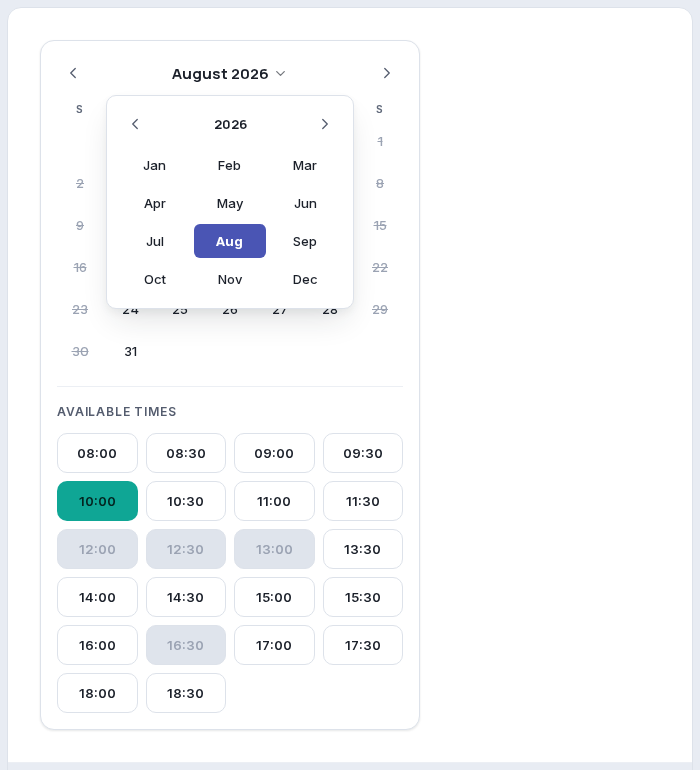 August 2026
S S
2026
1
Jan Feb Mar
2 8
Apr May Jun
9 15
Jul Aug Sep
16 22
Oct Nov Dec
23 24 25 26 27 28 29
30 31
AVAILABLE TIMES
08:00 08:30 09:00 09:30
10:00 10:30 11:00 11:30
12:00 12:30 13:00 13:30
14:00 14:30 15:00 15:30
16:00 16:30 17:00 17:30
18:00 18:30